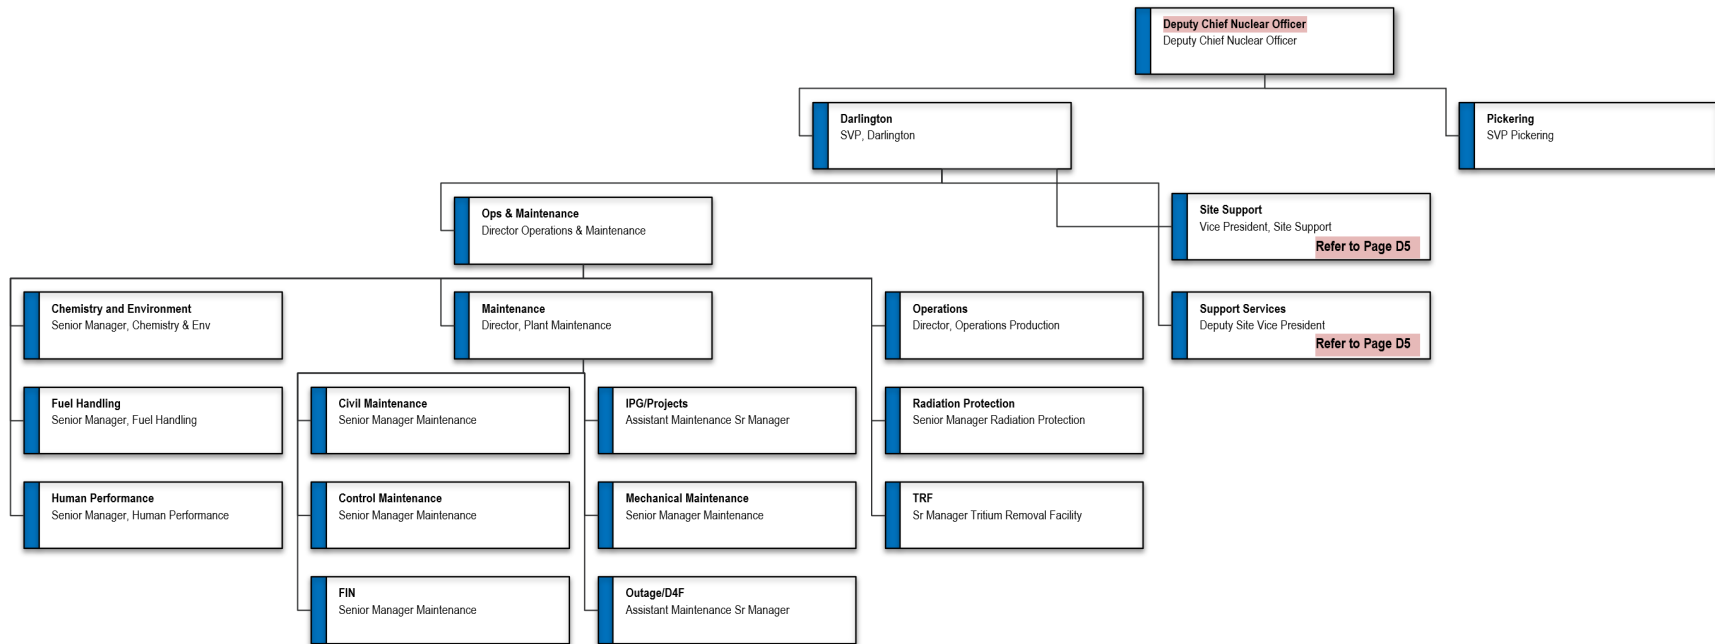 Deputy Chief Nuclear Officer
Deputy Chief Nuclear Officer
Darlington
SVP, Darlington
Pickering
SVP Pickering
Ops & Maintenance
Director Operations & Maintenance
Site Support
Vice President, Site Support
Refer to Page D5
Chemistry and Environment
Senior Manager, Chemistry & Env
Maintenance
Director, Plant Maintenance
Operations
Director, Operations Production
Support Services
Deputy Site Vice President
Refer to Page D5
Fuel Handling
Senior Manager, Fuel Handling
Civil Maintenance
Senior Manager Maintenance
IPG/Projects
Assistant Maintenance Sr Manager
Radiation Protection
Senior Manager Radiation Protection
Human Performance
Senior Manager, Human Performance
Control Maintenance
Senior Manager Maintenance
Mechanical Maintenance
Senior Manager Maintenance
TRF
Sr Manager Tritium Removal Facility
FIN
Senior Manager Maintenance
Outage/D4F
Assistant Maintenance Sr Manager